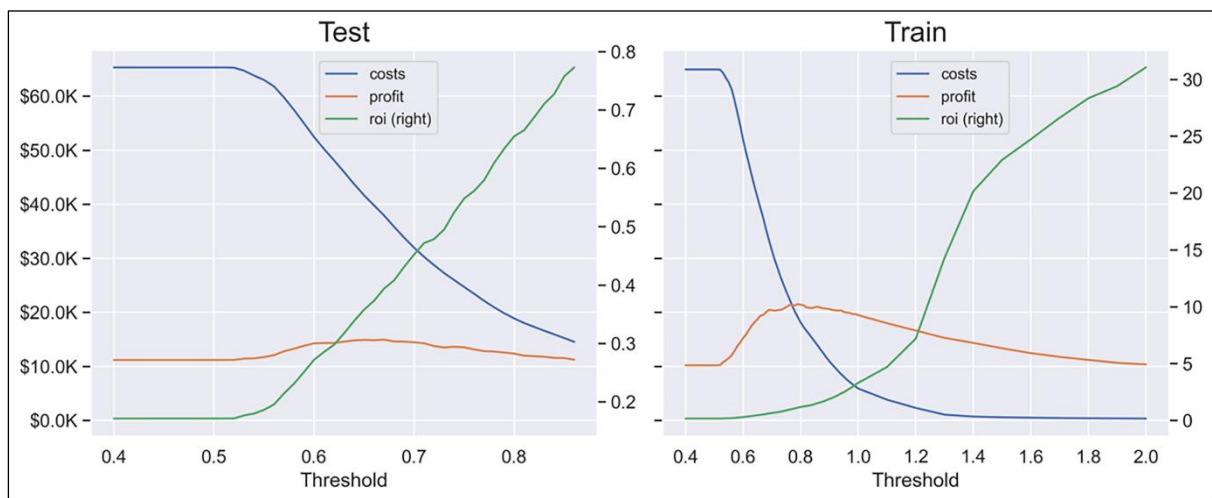 Test
costs
profit
roi (right)
$60.0K
$50.0K
$40.0K
$30.0K
$20.0K
$10.0K
$0.0K
0.8
0.7
0.6
0.5
0.4
0.3
0.2
0.4 0.5 0.6 0.7 0.8
Threshold
Train
costs
profit
roi (right)
30
25
20
15
10
5
0
0.4 0.6 0.8 1.0 1.2 1.4 1.6 1.8 2.0
Threshold